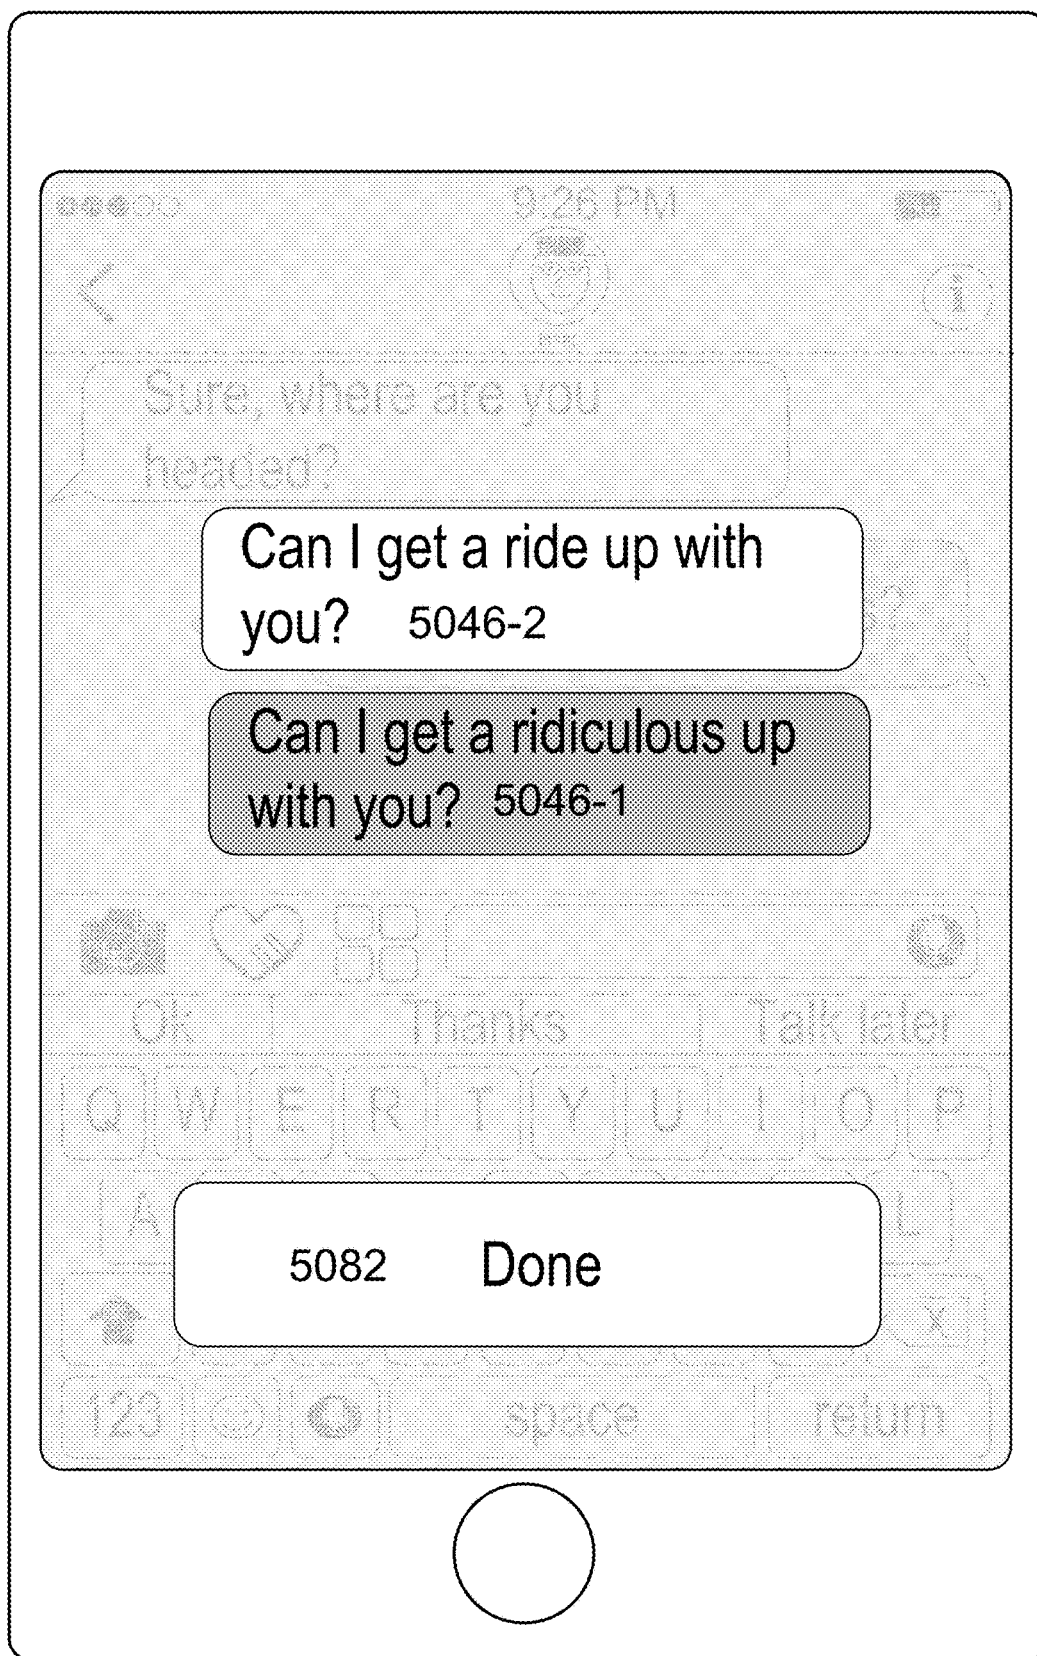 9:26 PM
i
Sure, where are you
headed?
Can I get a ride up with
you? 5046-2
Can I get a ridiculous up
with you? 5046-1
Ok Thanks Talk later
Q W E R T Y U I O P
A L
5082 Done
X
123 space return